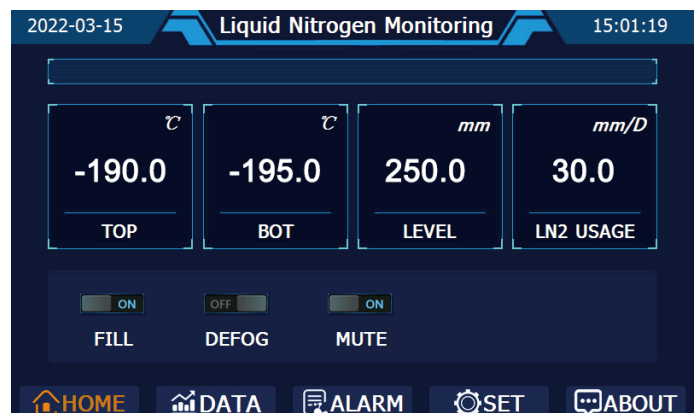 2022-03-15 Liquid Nitrogen Monitoring 15:01:19
℃ ℃ mm mm/D
-190.0 -195.0 250.0 30.0
TOP BOT LEVEL LN2 USAGE
ON OFF ON
FILL DEFOG MUTE
HOME DATA ALARM SET ABOUT